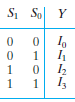 S₁ S₀ Y
0 0 I₀
0 1 I₁
1 0 I₂
1 1 I₃